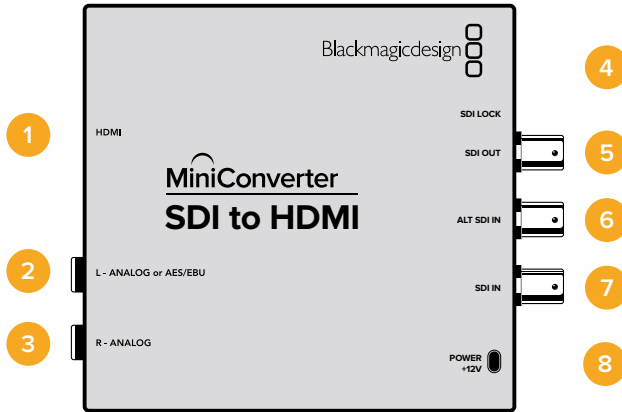 Blackmagicdesign
4
SDI LOCK
1
HDMI
SDI OUT
5
MiniConverter
SDI to HDMI
ALT SDI IN
6
2
L - ANALOG or AES/EBU
SDI IN
7
3
R - ANALOG
POWER
+12V
8